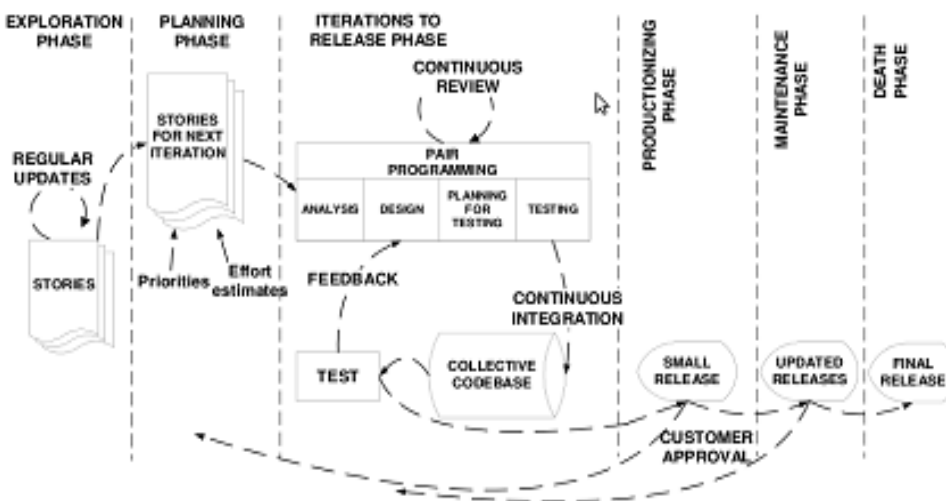 EXPLORATION
PHASE
PLANNING
PHASE
ITERATIONS TO
RELEASE PHASE
PRODUCTIONIZING
PHASE
MAINTENANCE
PHASE
DEATH
PHASE
REGULAR
UPDATES
STORIES
STORIES
FOR NEXT
ITERATION
Priorities
Effort
estimates
CONTINUOUS
REVIEW
PAIR
PROGRAMMING
ANALYSIS
DESIGN
PLANNING
FOR
TESTING
TESTING
FEEDBACK
CONTINUOUS
INTEGRATION
TEST
COLLECTIVE
CODEBASE
SMALL
RELEASE
UPDATED
RELEASES
FINAL
RELEASE
CUSTOMER
APPROVAL